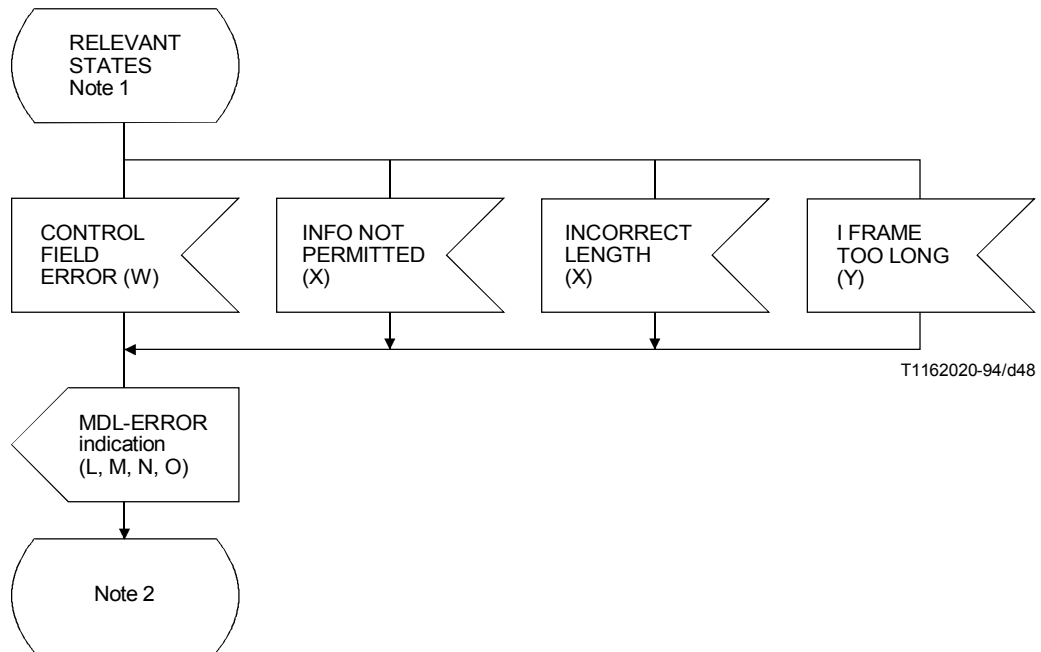 RELEVANT
STATES
Note 1
CONTROL
FIELD
ERROR (W)
INFO NOT
PERMITTED
(X)
INCORRECT
LENGTH
(X)
I FRAME
TOO LONG
(Y)
T1162020-94/d48
MDL-ERROR
indication
(L, M, N, O)
Note 2